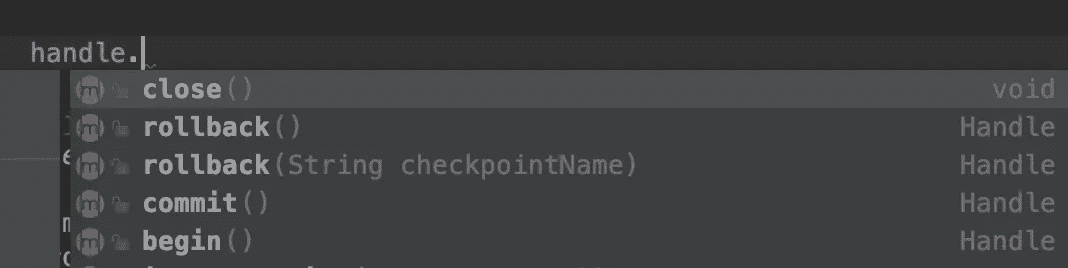 handle.
close() void
rollback() Handle
rollback(String checkpointName) Handle
commit() Handle
begin() Handle